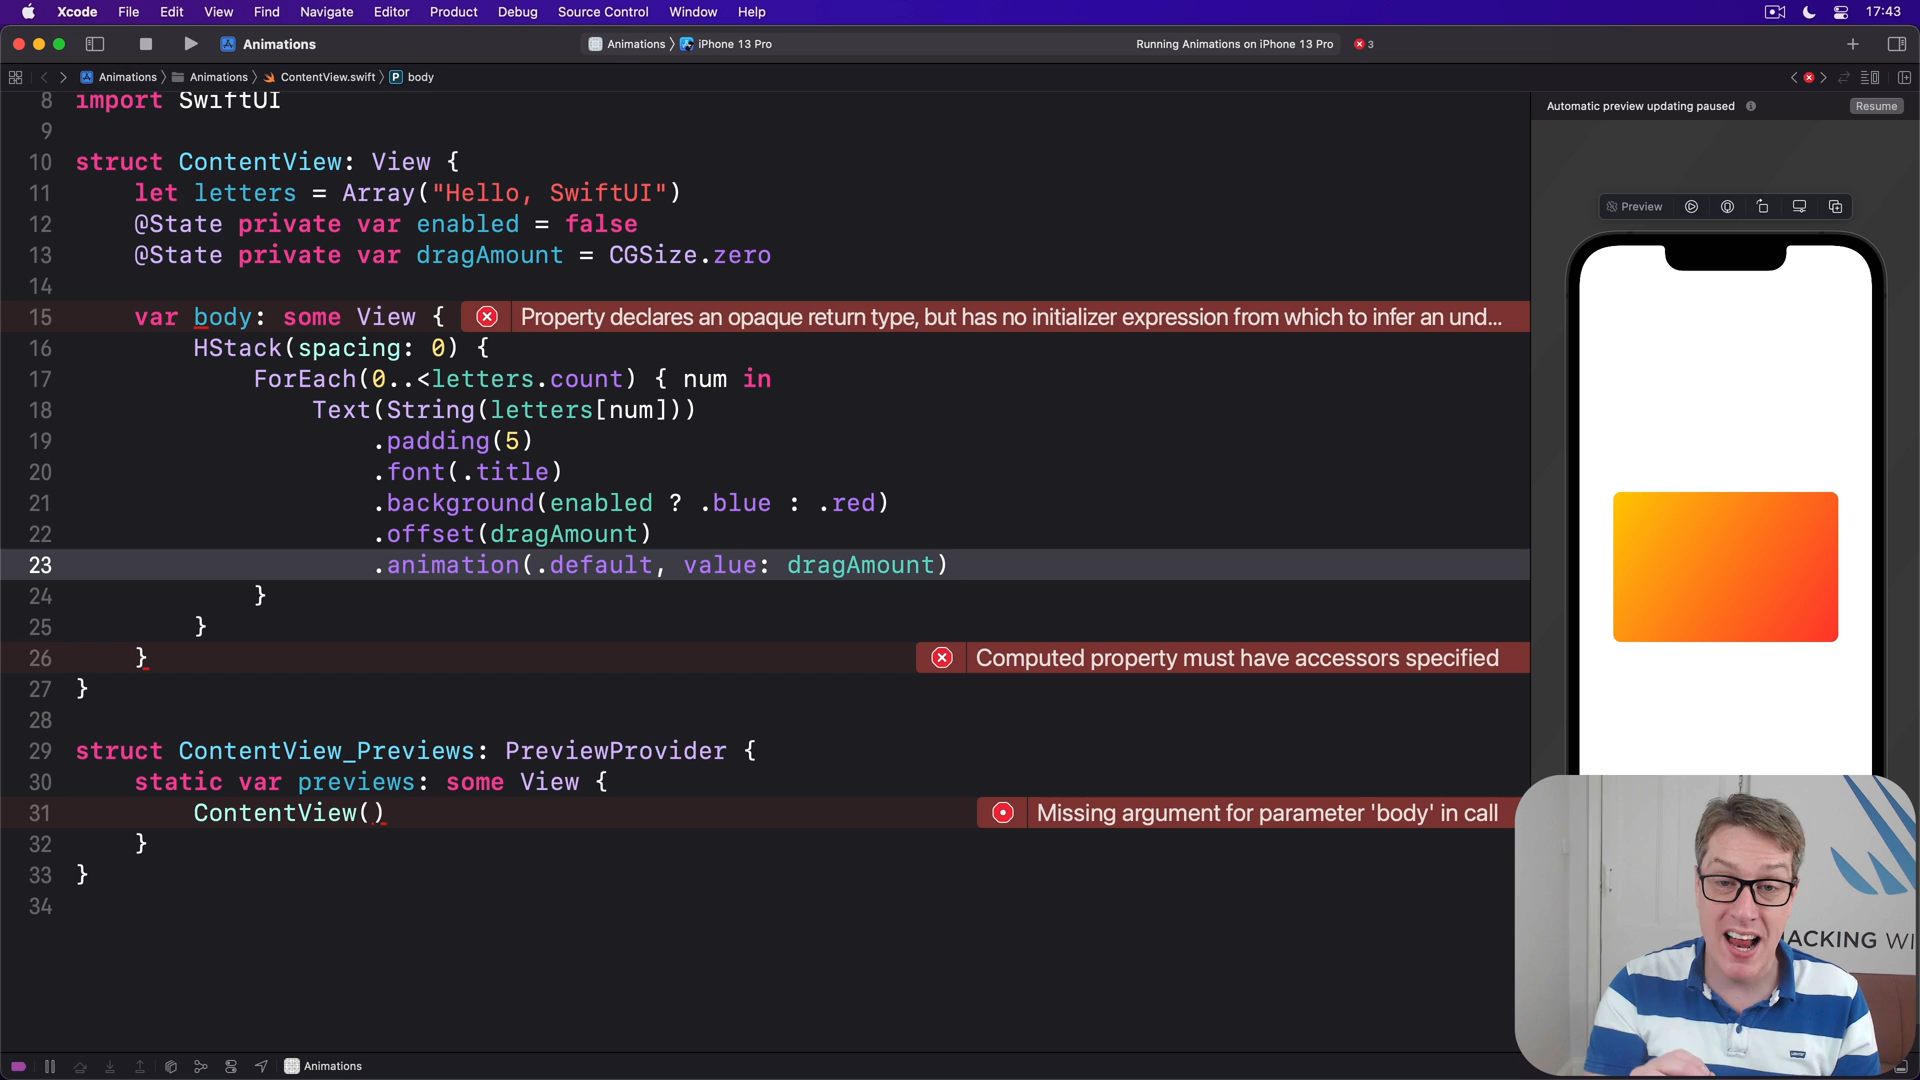 Xcode File Edit View Find Navigate Editor Product Debug Source Control Window Help 17:43
Animations Animations iPhone 13 Pro Running Animations on iPhone 13 Pro 3
Animations Animations ContentView.swift P body
Automatic preview updating paused Resume
Preview
8 import SwiftUI
9
10 struct ContentView: View {
11 let letters = Array("Hello, SwiftUI")
12 @State private var enabled = false
13 @State private var dragAmount = CGSize.zero
14
15 var body: some View { Property declares an opaque return type, but has no initializer expression from which to infer an und...
16 HStack(spacing: 0) {
17 ForEach(0..<letters.count) { num in
18 Text(String(letters[num]))
19 .padding(5)
20 .font(.title)
21 .background(enabled ? .blue : .red)
22 .offset(dragAmount)
23 .animation(.default, value: dragAmount)
24 }
25 }
26 } Computed property must have accessors specified
27 }
28
29 struct ContentView_Previews: PreviewProvider {
30 static var previews: some View {
31 ContentView() Missing argument for parameter 'body' in call
32 }
33 }
34
ACKING WI
Animations